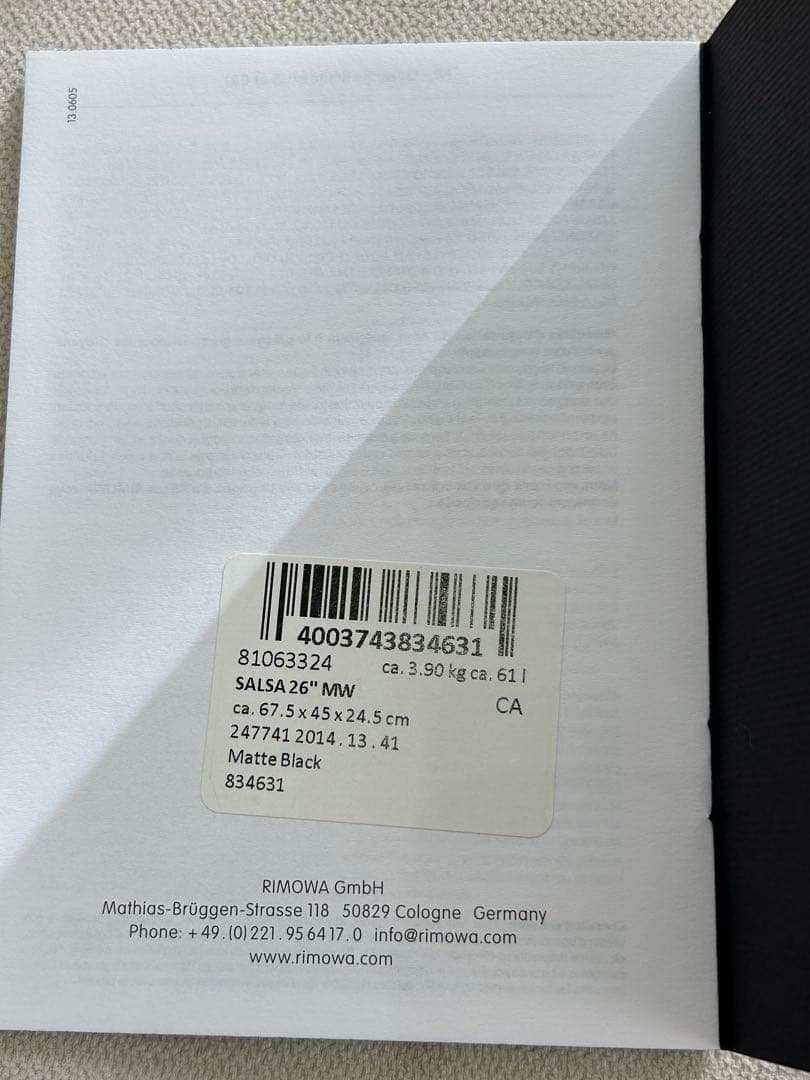 13.0605
4003743834631
81063324 ca. 3.90 kg ca. 61 l
SALSA 26" MW CA
ca. 67.5 x 45 x 24.5 cm
247741 2014 . 13 . 41
Matte Black
834631
RIMOWA GmbH
Mathias-Brüggen-Strasse 118 50829 Cologne Germany
Phone: + 49 . (0) 221 . 95 64 17 . 0 info@rimowa.com
www.rimowa.com